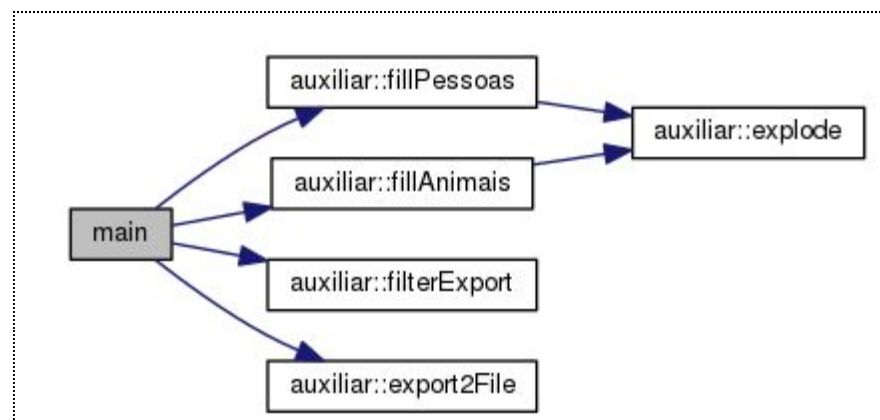 auxiliar::fillPessoas
auxiliar::explode
auxiliar::fillAnimais
main
auxiliar::filterExport
auxiliar::export2File